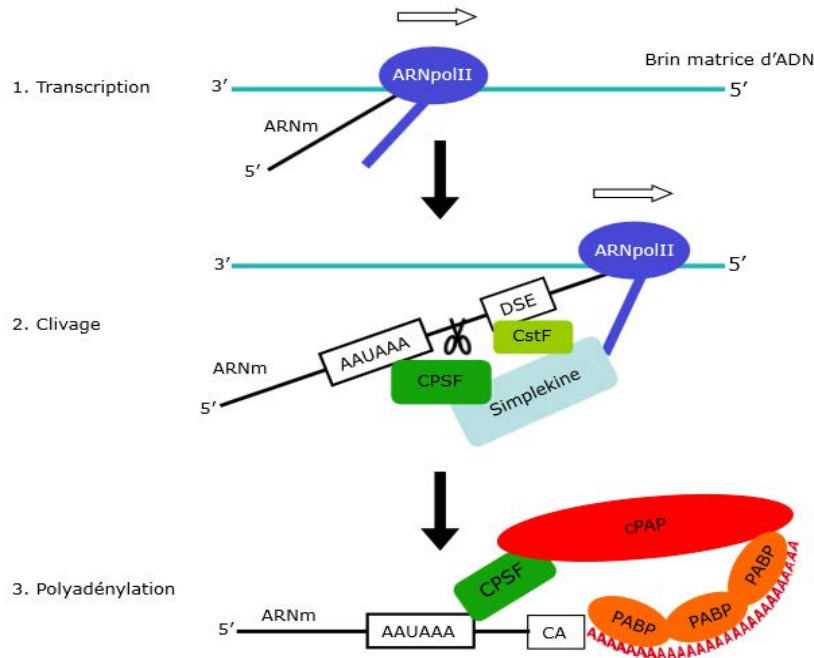 1. Transcription
3’
ARNpolII
Brin matrice d’ADN
5’
ARNm
5’
2. Clivage
3’
ARNpolII
5’
DSE
CstF
AAUAAA
CPSF
Simplekine
ARNm
5’
3. Polyadénylation
cPAP
CPSF
PABP
PABP
PABP
ARNm
5’
AAUAAA
CA